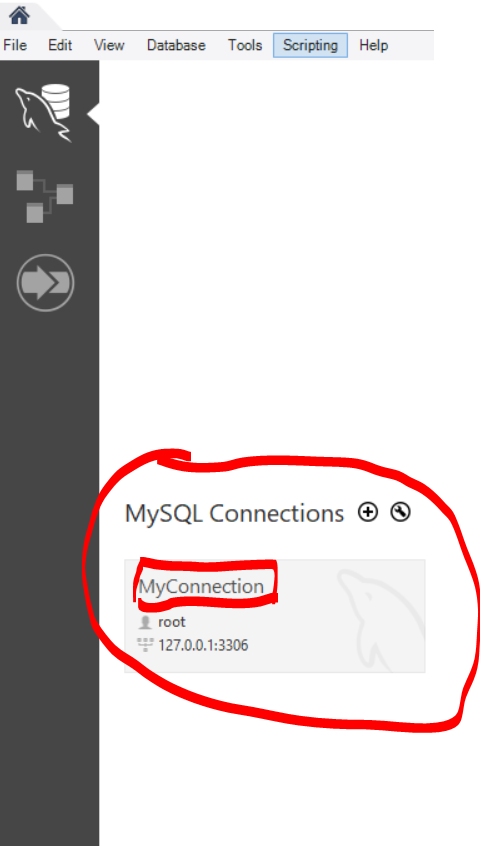 File Edit View Database Tools Scripting Help
MySQL Connections
MyConnection
root
127.0.0.1:3306